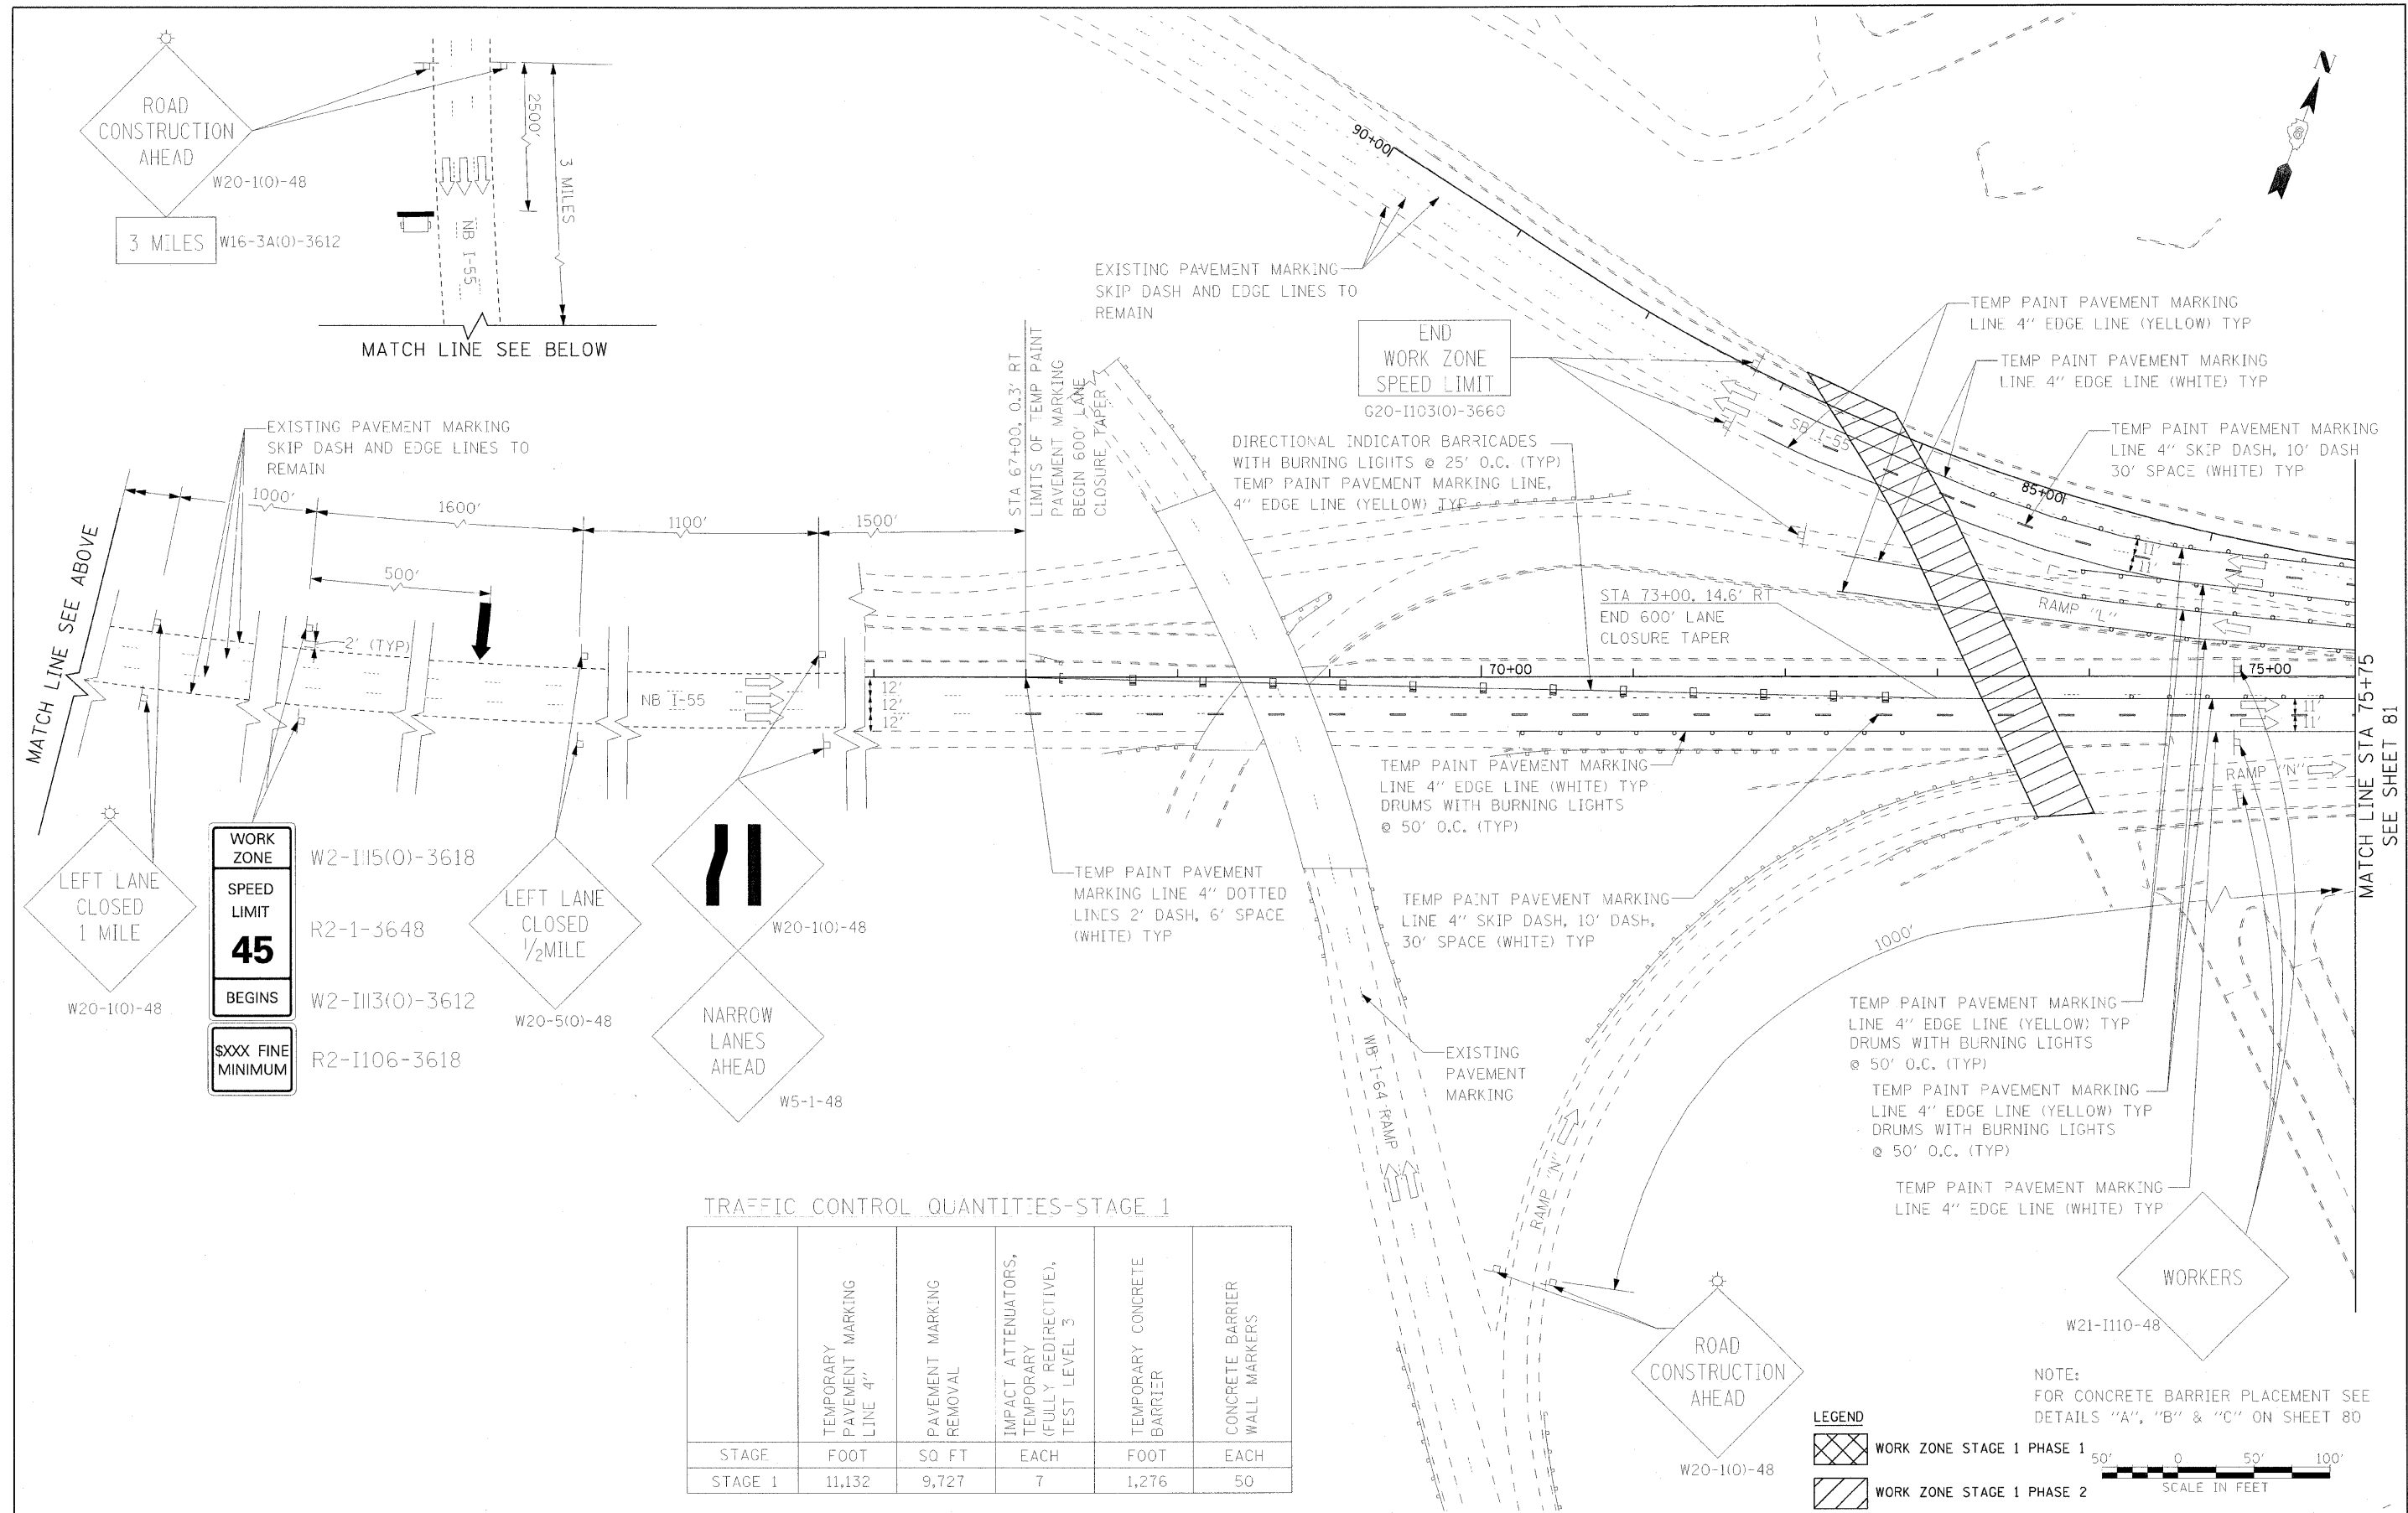 ROAD
CONSTRUCTION
AHEAD
W20-1(O)-48
3 MILES
W16-3A(O)-3612
2500'
3 MILES
NB I-55
MATCH LINE SEE BELOW
EXISTING PAVEMENT MARKING
SKIP DASH AND EDGE LINES TO
REMAIN
MATCH LINE SEE ABOVE
1000'
1600'
1100'
1500'
500'
2' (TYP)
NB I-55
12'
12'
12'
STA 67+00, 0.3' RT
LIMITS OF TEMP PAINT
PAVEMENT MARKING
BEGIN 600' LANE
CLOSURE TAPER
LEFT LANE
CLOSED
1 MILE
W20-1(O)-48
WORK
ZONE
SPEED
LIMIT
45
BEGINS
$XXX FINE
MINIMUM
W2-I115(O)-3618
R2-1-3648
W2-I113(O)-3612
R2-I106-3618
LEFT LANE
CLOSED
1/2 MILE
W20-5(O)-48
W20-1(O)-48
NARROW
LANES
AHEAD
W5-1-48
90+00
EXISTING PAVEMENT MARKING
SKIP DASH AND EDGE LINES TO
REMAIN
END
WORK ZONE
SPEED LIMIT
G20-I103(O)-3660
DIRECTIONAL INDICATOR BARRICADES
WITH BURNING LIGHTS @ 25' O.C. (TYP)
TEMP PAINT PAVEMENT MARKING LINE,
4" EDGE LINE (YELLOW) TYP
N
8
TEMP PAINT PAVEMENT MARKING
LINE 4" EDGE LINE (YELLOW) TYP
TEMP PAINT PAVEMENT MARKING
LINE 4" EDGE LINE (WHITE) TYP
TEMP PAINT PAVEMENT MARKING
LINE 4" SKIP DASH, 10' DASH
30' SPACE (WHITE) TYP
SB I-55
85+00
11'
11'
RAMP "L"
STA 73+00, 14.6' RT
END 600' LANE
CLOSURE TAPER
70+00
75+00
11'
11'
RAMP "N"
MATCH LINE STA 75+75
SEE SHEET 81
TEMP PAINT PAVEMENT MARKING
LINE 4" EDGE LINE (WHITE) TYP
DRUMS WITH BURNING LIGHTS
@ 50' O.C. (TYP)
TEMP PAINT PAVEMENT
MARKING LINE 4" DOTTED
LINES 2' DASH, 6' SPACE
(WHITE) TYP
TEMP PAINT PAVEMENT MARKING
LINE 4" SKIP DASH, 10' DASH,
30' SPACE (WHITE) TYP
1000'
EXISTING
PAVEMENT
MARKING
WB I-64 RAMP
RAMP "N"
TEMP PAINT PAVEMENT MARKING
LINE 4" EDGE LINE (YELLOW) TYP
DRUMS WITH BURNING LIGHTS
@ 50' O.C. (TYP)
TEMP PAINT PAVEMENT MARKING
LINE 4" EDGE LINE (YELLOW) TYP
DRUMS WITH BURNING LIGHTS
@ 50' O.C. (TYP)
TEMP PAINT PAVEMENT MARKING
LINE 4" EDGE LINE (WHITE) TYP
WORKERS
W21-I110-48
ROAD
CONSTRUCTION
AHEAD
W20-1(O)-48
TRAFFIC CONTROL QUANTITIES-STAGE 1
TEMPORARY
PAVEMENT MARKING
LINE 4"
PAVEMENT MARKING
REMOVAL
IMPACT ATTENUATORS,
TEMPORARY
(FULLY REDIRECTIVE),
TEST LEVEL 3
TEMPORARY CONCRETE
BARRIER
CONCRETE BARRIER
WALL MARKERS
STAGE FOOT SQ FT EACH FOOT EACH
STAGE 1 11,132 9,727 7 1,276 50
NOTE:
FOR CONCRETE BARRIER PLACEMENT SEE
DETAILS "A", "B" & "C" ON SHEET 80
LEGEND
WORK ZONE STAGE 1 PHASE 1
WORK ZONE STAGE 1 PHASE 2
50' 0 50' 100'
SCALE IN FEET